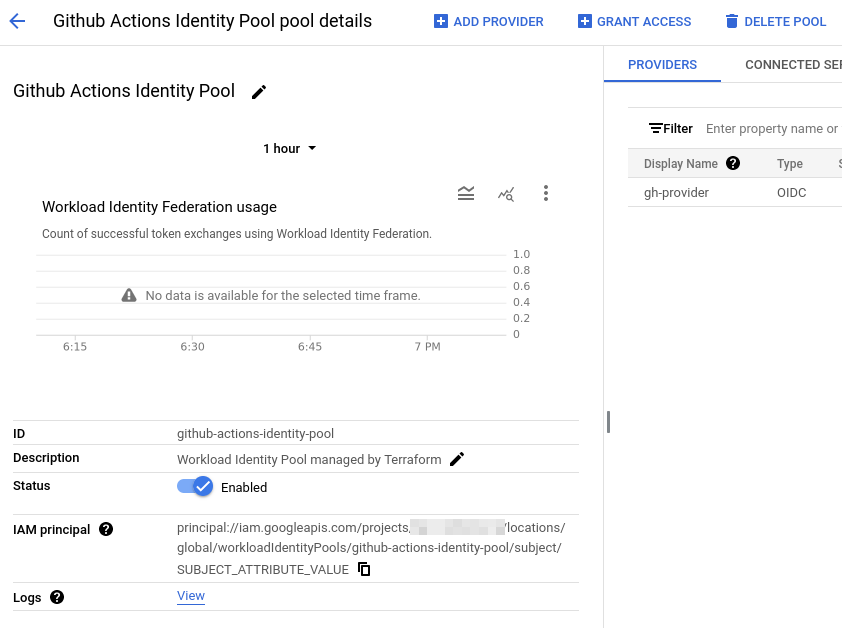 Github Actions Identity Pool pool details
ADD PROVIDER
GRANT ACCESS
DELETE POOL
Github Actions Identity Pool
1 hour
Workload Identity Federation usage
Count of successful token exchanges using Workload Identity Federation.
1.0
0.8
0.6
0.4
0.2
0
No data is available for the selected time frame.
6:15 6:30 6:45 7 PM
ID github-actions-identity-pool
Description Workload Identity Pool managed by Terraform
Status Enabled
IAM principal principal://iam.googleapis.com/projects/ /locations/
global/workloadIdentityPools/github-actions-identity-pool/subject/
SUBJECT_ATTRIBUTE_VALUE
Logs View
PROVIDERS CONNECTED SER
Filter Enter property name or
Display Name Type S
gh-provider OIDC